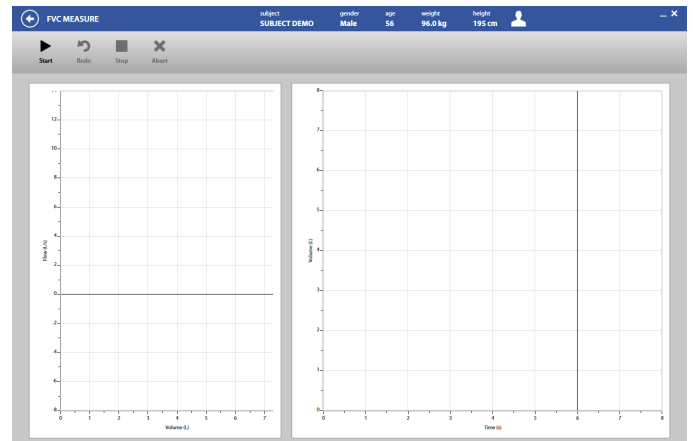 FVC MEASURE
subject gender age weight height
SUBJECT DEMO Male 56 96.0 kg 195 cm
Start Redo Stop Abort
12
10
8
6
4
2
0
-2
-4
-6
-8
Flow (L/s)
0 1 2 3 4 5 6 7
Volume (L)
8
7
6
5
4
3
2
1
0
Volume (L)
0 1 2 3 4 5 6 7 8
Time (s)